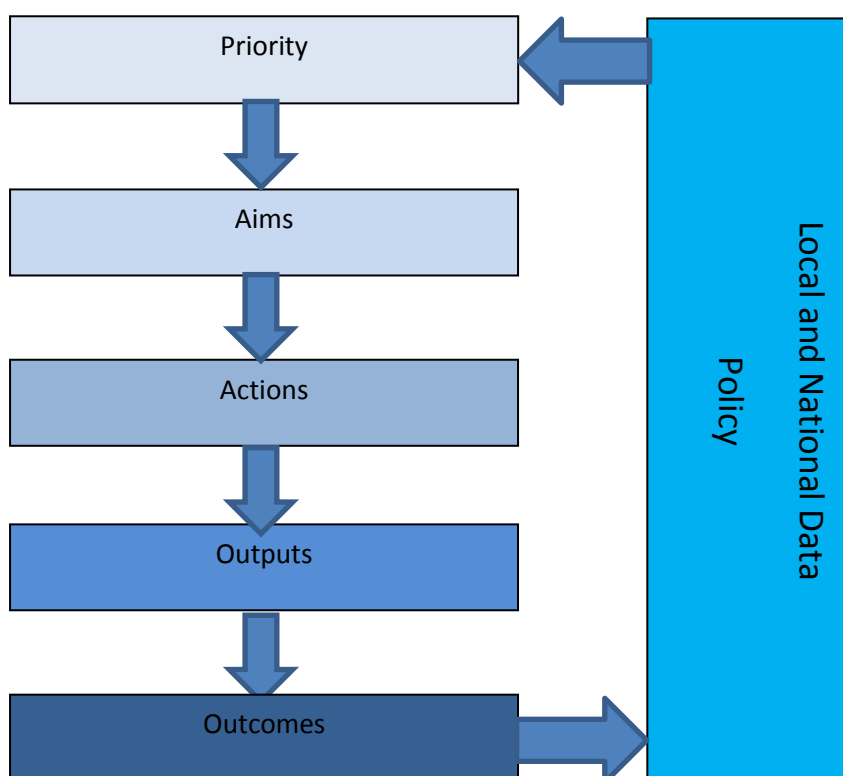 Priority
Aims
Actions
Outputs
Outcomes
Local and National Data
Policy